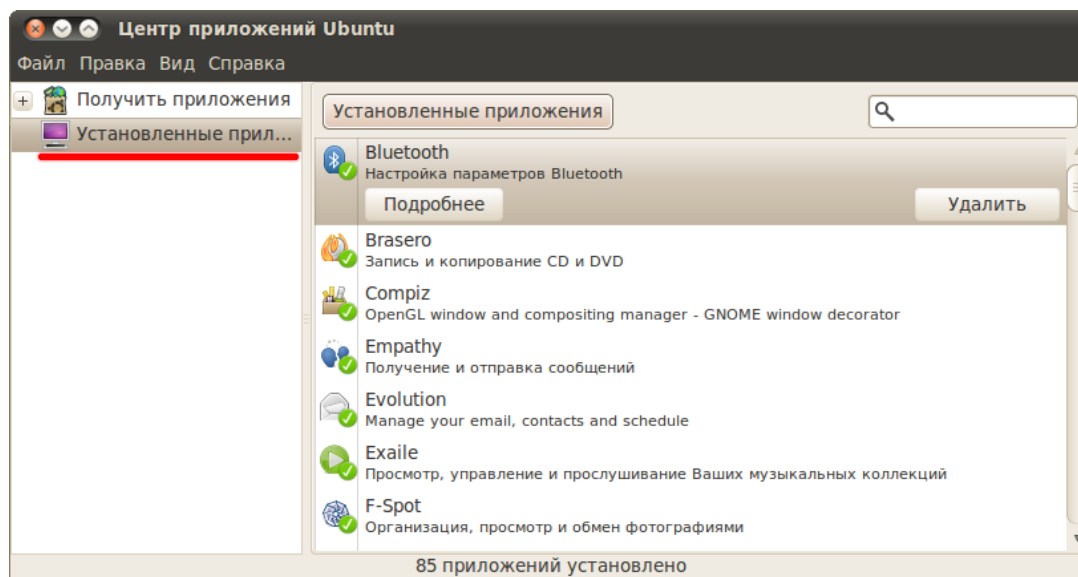 Центр приложений Ubuntu
Файл Правка Вид Справка
Получить приложения
Установленные прил...
Установленные приложения
Bluetooth
Настройка параметров Bluetooth
Подробнее
Удалить
Brasero
Запись и копирование CD и DVD
Compiz
OpenGL window and compositing manager - GNOME window decorator
Empathy
Получение и отправка сообщений
Evolution
Manage your email, contacts and schedule
Exaile
Просмотр, управление и прослушивание Ваших музыкальных коллекций
F-Spot
Организация, просмотр и обмен фотографиями
85 приложений установлено